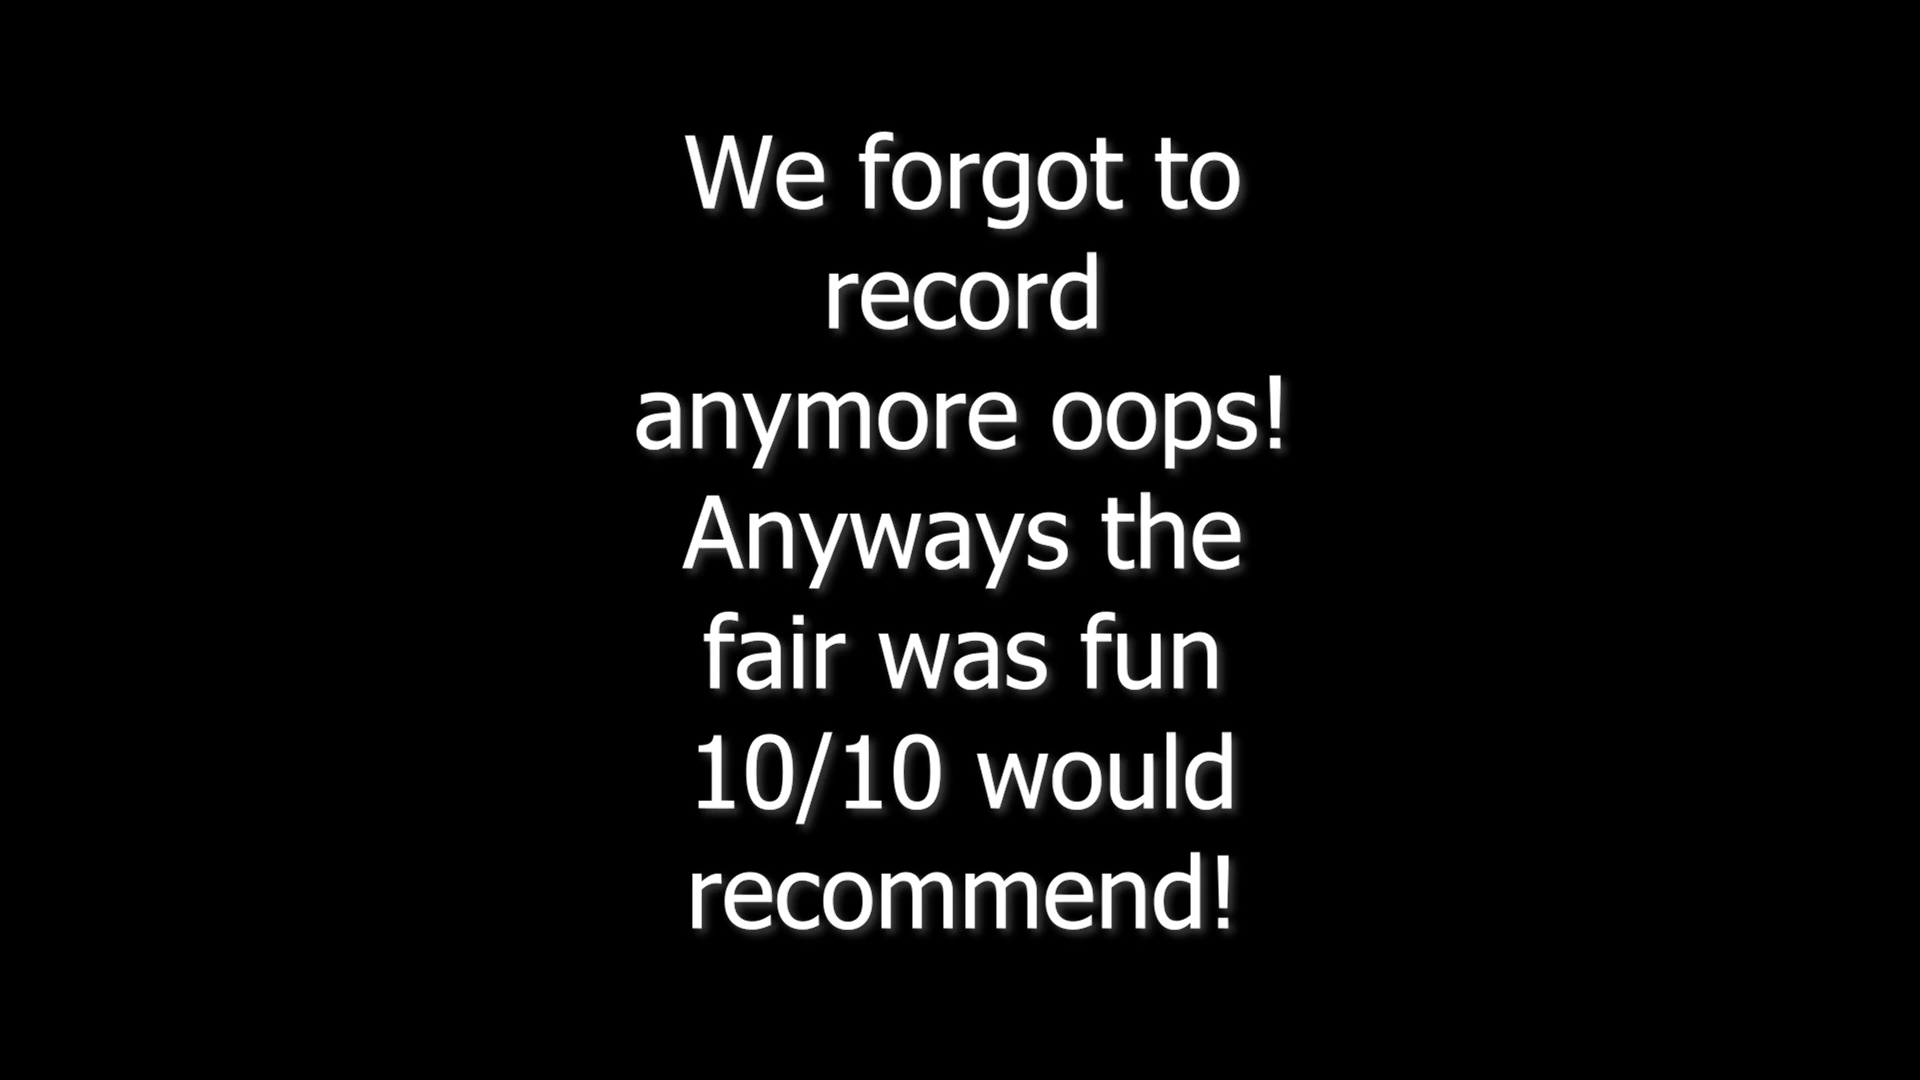 We forgot to
record
anymore oops!
Anyways the
fair was fun
10/10 would
recommend!